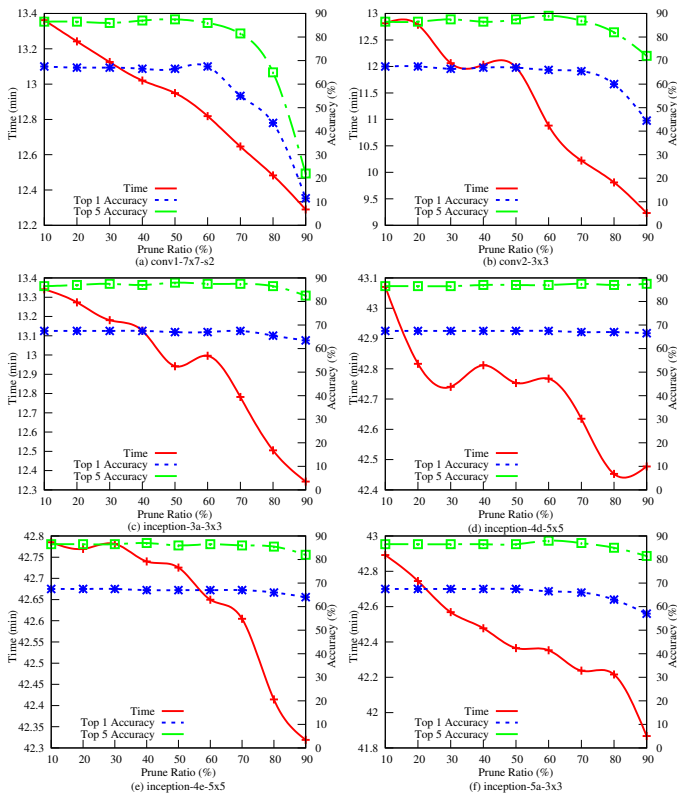 13.4
13.2
13
12.8
12.6
12.4
12.2
Time (min)
90
80
70
60
50
40
30
20
10
0
Accuracy (%)
Time
Top 1 Accuracy
Top 5 Accuracy
10 20 30 40 50 60 70 80 90
Prune Ratio (%)
(a) conv1-7x7-s2
13
12.5
12
11.5
11
10.5
10
9.5
9
Time (min)
90
80
70
60
50
40
30
20
10
0
Accuracy (%)
Time
Top 1 Accuracy
Top 5 Accuracy
10 20 30 40 50 60 70 80 90
Prune Ratio (%)
(b) conv2-3x3
13.4
13.3
13.2
13.1
13
12.9
12.8
12.7
12.6
12.5
12.4
12.3
Time (min)
90
80
70
60
50
40
30
20
10
0
Accuracy (%)
Time
Top 1 Accuracy
Top 5 Accuracy
10 20 30 40 50 60 70 80 90
Prune Ratio (%)
(c) inception-3a-3x3
43.1
43
42.9
42.8
42.7
42.6
42.5
42.4
Time (min)
90
80
70
60
50
40
30
20
10
0
Accuracy (%)
Time
Top 1 Accuracy
Top 5 Accuracy
10 20 30 40 50 60 70 80 90
Prune Ratio (%)
(d) inception-4d-5x5
42.8
42.75
42.7
42.65
42.6
42.55
42.5
42.45
42.4
42.35
42.3
Time (min)
90
80
70
60
50
40
30
20
10
0
Accuracy (%)
Time
Top 1 Accuracy
Top 5 Accuracy
10 20 30 40 50 60 70 80 90
Prune Ratio (%)
(e) inception-4e-5x5
43
42.8
42.6
42.4
42.2
42
41.8
Time (min)
90
80
70
60
50
40
30
20
10
0
Accuracy (%)
Time
Top 1 Accuracy
Top 5 Accuracy
10 20 30 40 50 60 70 80 90
Prune Ratio (%)
(f) inception-5a-3x3